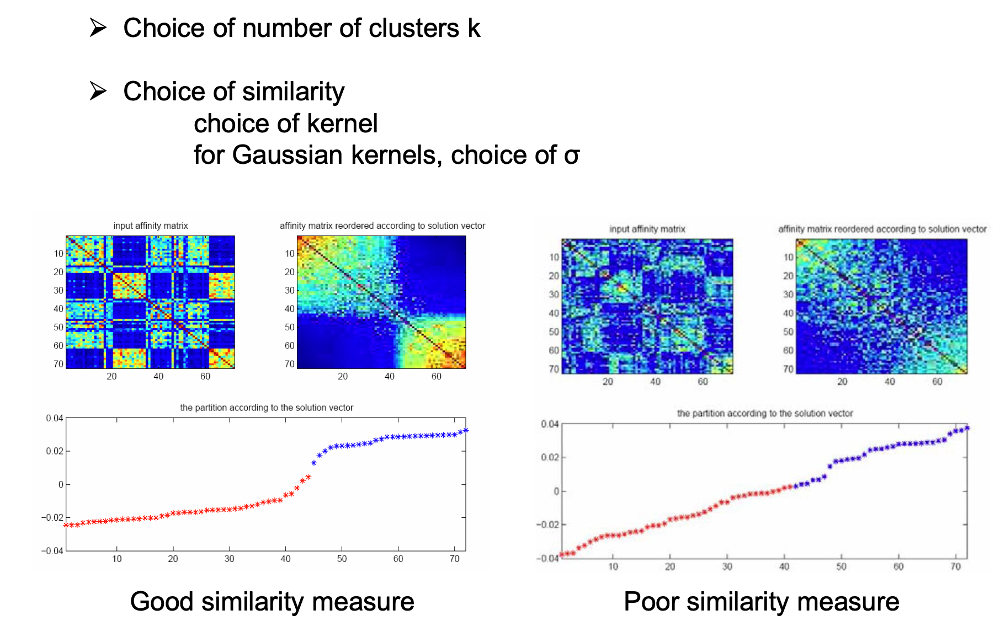 ➢ Choice of number of clusters k
➢ Choice of similarity
choice of kernel
for Gaussian kernels, choice of σ
input affinity matrix
10
20
30
40
50
60
70
20 40 60
affinity matrix reordered according to solution vector
10
20
30
40
50
60
70
20 40 60
the partition according to the solution vector
0.04
0.02
0
−0.02
−0.04
10 20 30 40 50 60 70
Good similarity measure
input affinity matrix
10
20
30
40
50
60
70
20 40 60
affinity matrix reordered according to solution vector
10
20
30
40
50
60
70
20 40 60
the partition according to the solution vector
0.04
0.02
0
−0.02
−0.04
10 20 30 40 50 60 70
Poor similarity measure